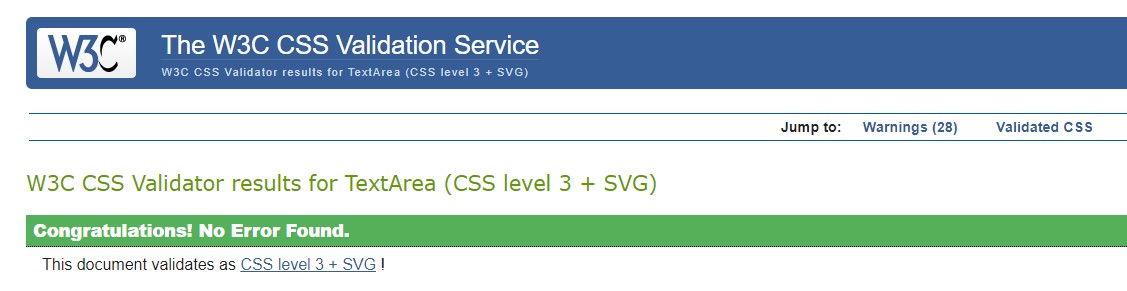 W3C®
The W3C CSS Validation Service
W3C CSS Validator results for TextArea (CSS level 3 + SVG)
Jump to: Warnings (28) Validated CSS
W3C CSS Validator results for TextArea (CSS level 3 + SVG)
Congratulations! No Error Found.
This document validates as CSS level 3 + SVG !